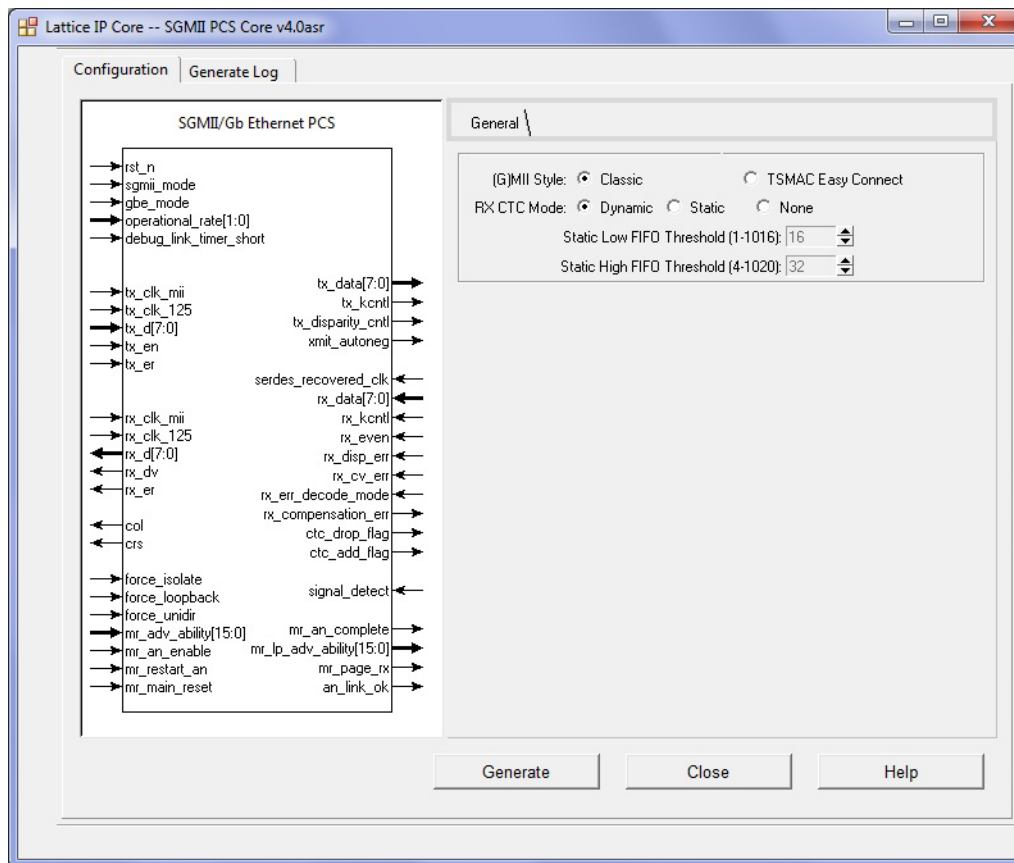 Lattice IP Core -- SGMII PCS Core v4.0asr
Configuration
Generate Log
SGMII/Gb Ethernet PCS
rst_n
sgmii_mode
gbe_mode
operational_rate[1:0]
debug_link_timer_short
tx_clk_mii
tx_clk_125
tx_d[7:0]
tx_en
tx_er
rx_clk_mii
rx_clk_125
rx_d[7:0]
rx_dv
rx_er
col
crs
force_isolate
force_loopback
force_unidir
mr_adv_ability[15:0]
mr_an_enable
mr_restart_an
mr_main_reset
tx_data[7:0]
tx_kcntl
tx_disparity_cntl
xmit_autoneg
serdes_recovered_clk
rx_data[7:0]
rx_kcntl
rx_even
rx_disp_err
rx_cv_err
rx_err_decode_mode
rx_compensation_err
ctc_drop_flag
ctc_add_flag
signal_detect
mr_an_complete
mr_lp_adv_ability[15:0]
mr_page_rx
an_link_ok
General
(G)MII Style: Classic TSMAC Easy Connect
RX CTC Mode: Dynamic Static None
Static Low FIFO Threshold (1-1016): 16
Static High FIFO Threshold (4-1020): 32
Generate
Close
Help